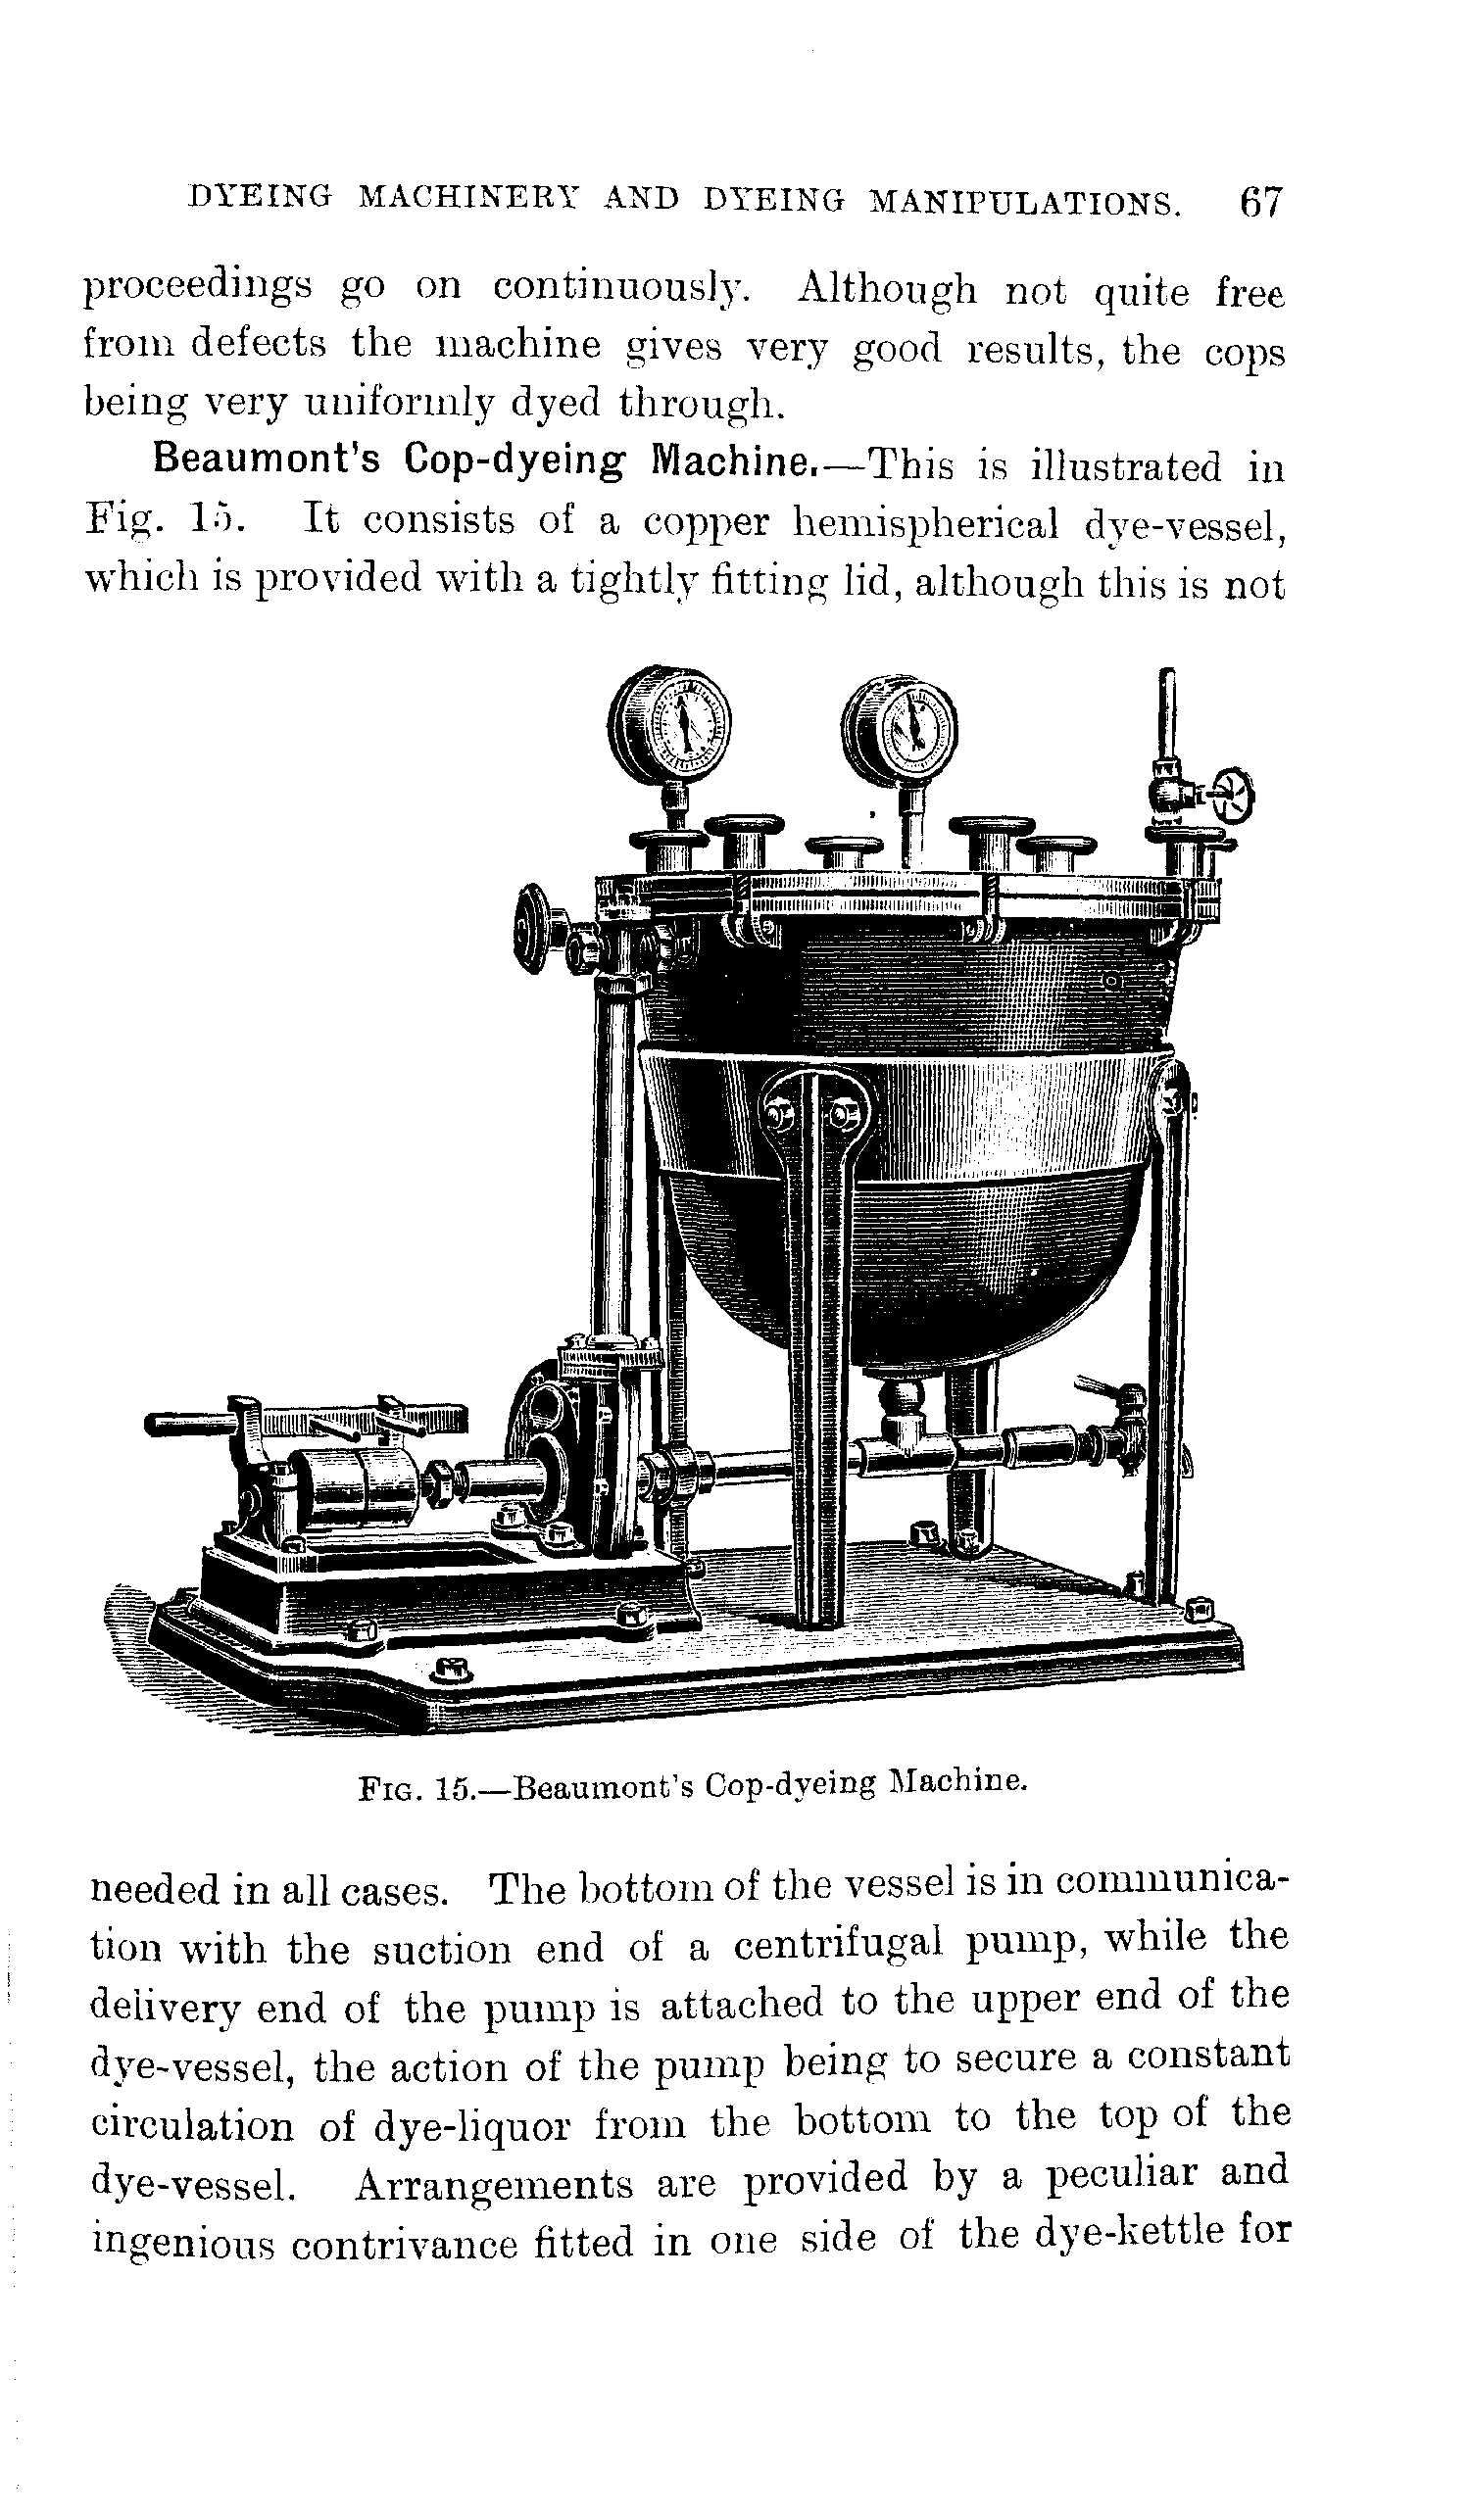 DYEING MACHINERY AND DYEING MANIPULATIONS. 67
proceedings go on continuously. Although not quite free
from defects the machine gives very good results, the cops
being very uniformly dyed through.
Beaumont's Cop-dyeing Machine.—This is illustrated in
Fig. 15. It consists of a copper hemispherical dye-vessel,
which is provided with a tightly fitting lid, although this is not
FIG. 15.—Beaumont's Cop-dyeing Machine.
needed in all cases. The bottom of the vessel is in communica-
tion with the suction end of a centrifugal pump, while the
delivery end of the pump is attached to the upper end of the
dye-vessel, the action of the pump being to secure a constant
circulation of dye-liquor from the bottom to the top of the
dye-vessel. Arrangements are provided by a peculiar and
ingenious contrivance fitted in one side of the dye-kettle for